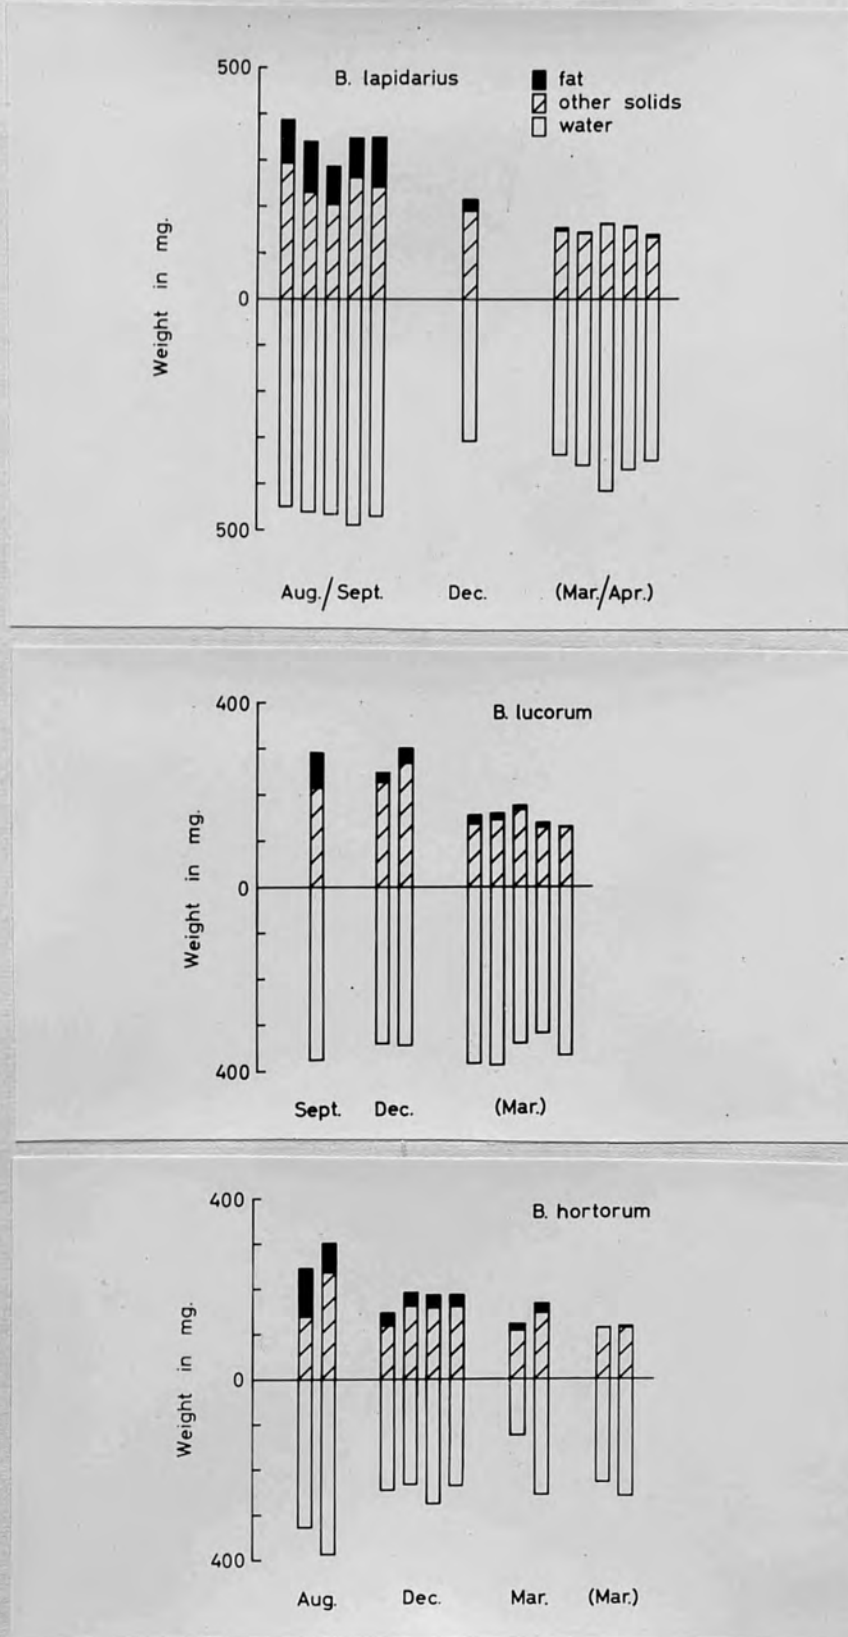 B. lapidarius
fat
other solids
water
500
0
500
Weight in mg.
Aug./Sept. Dec. (Mar./Apr.)
B. lucorum
400
0
400
Weight in mg.
Sept. Dec. (Mar.)
B. hortorum
400
0
400
Weight in mg.
Aug. Dec. Mar. (Mar.)